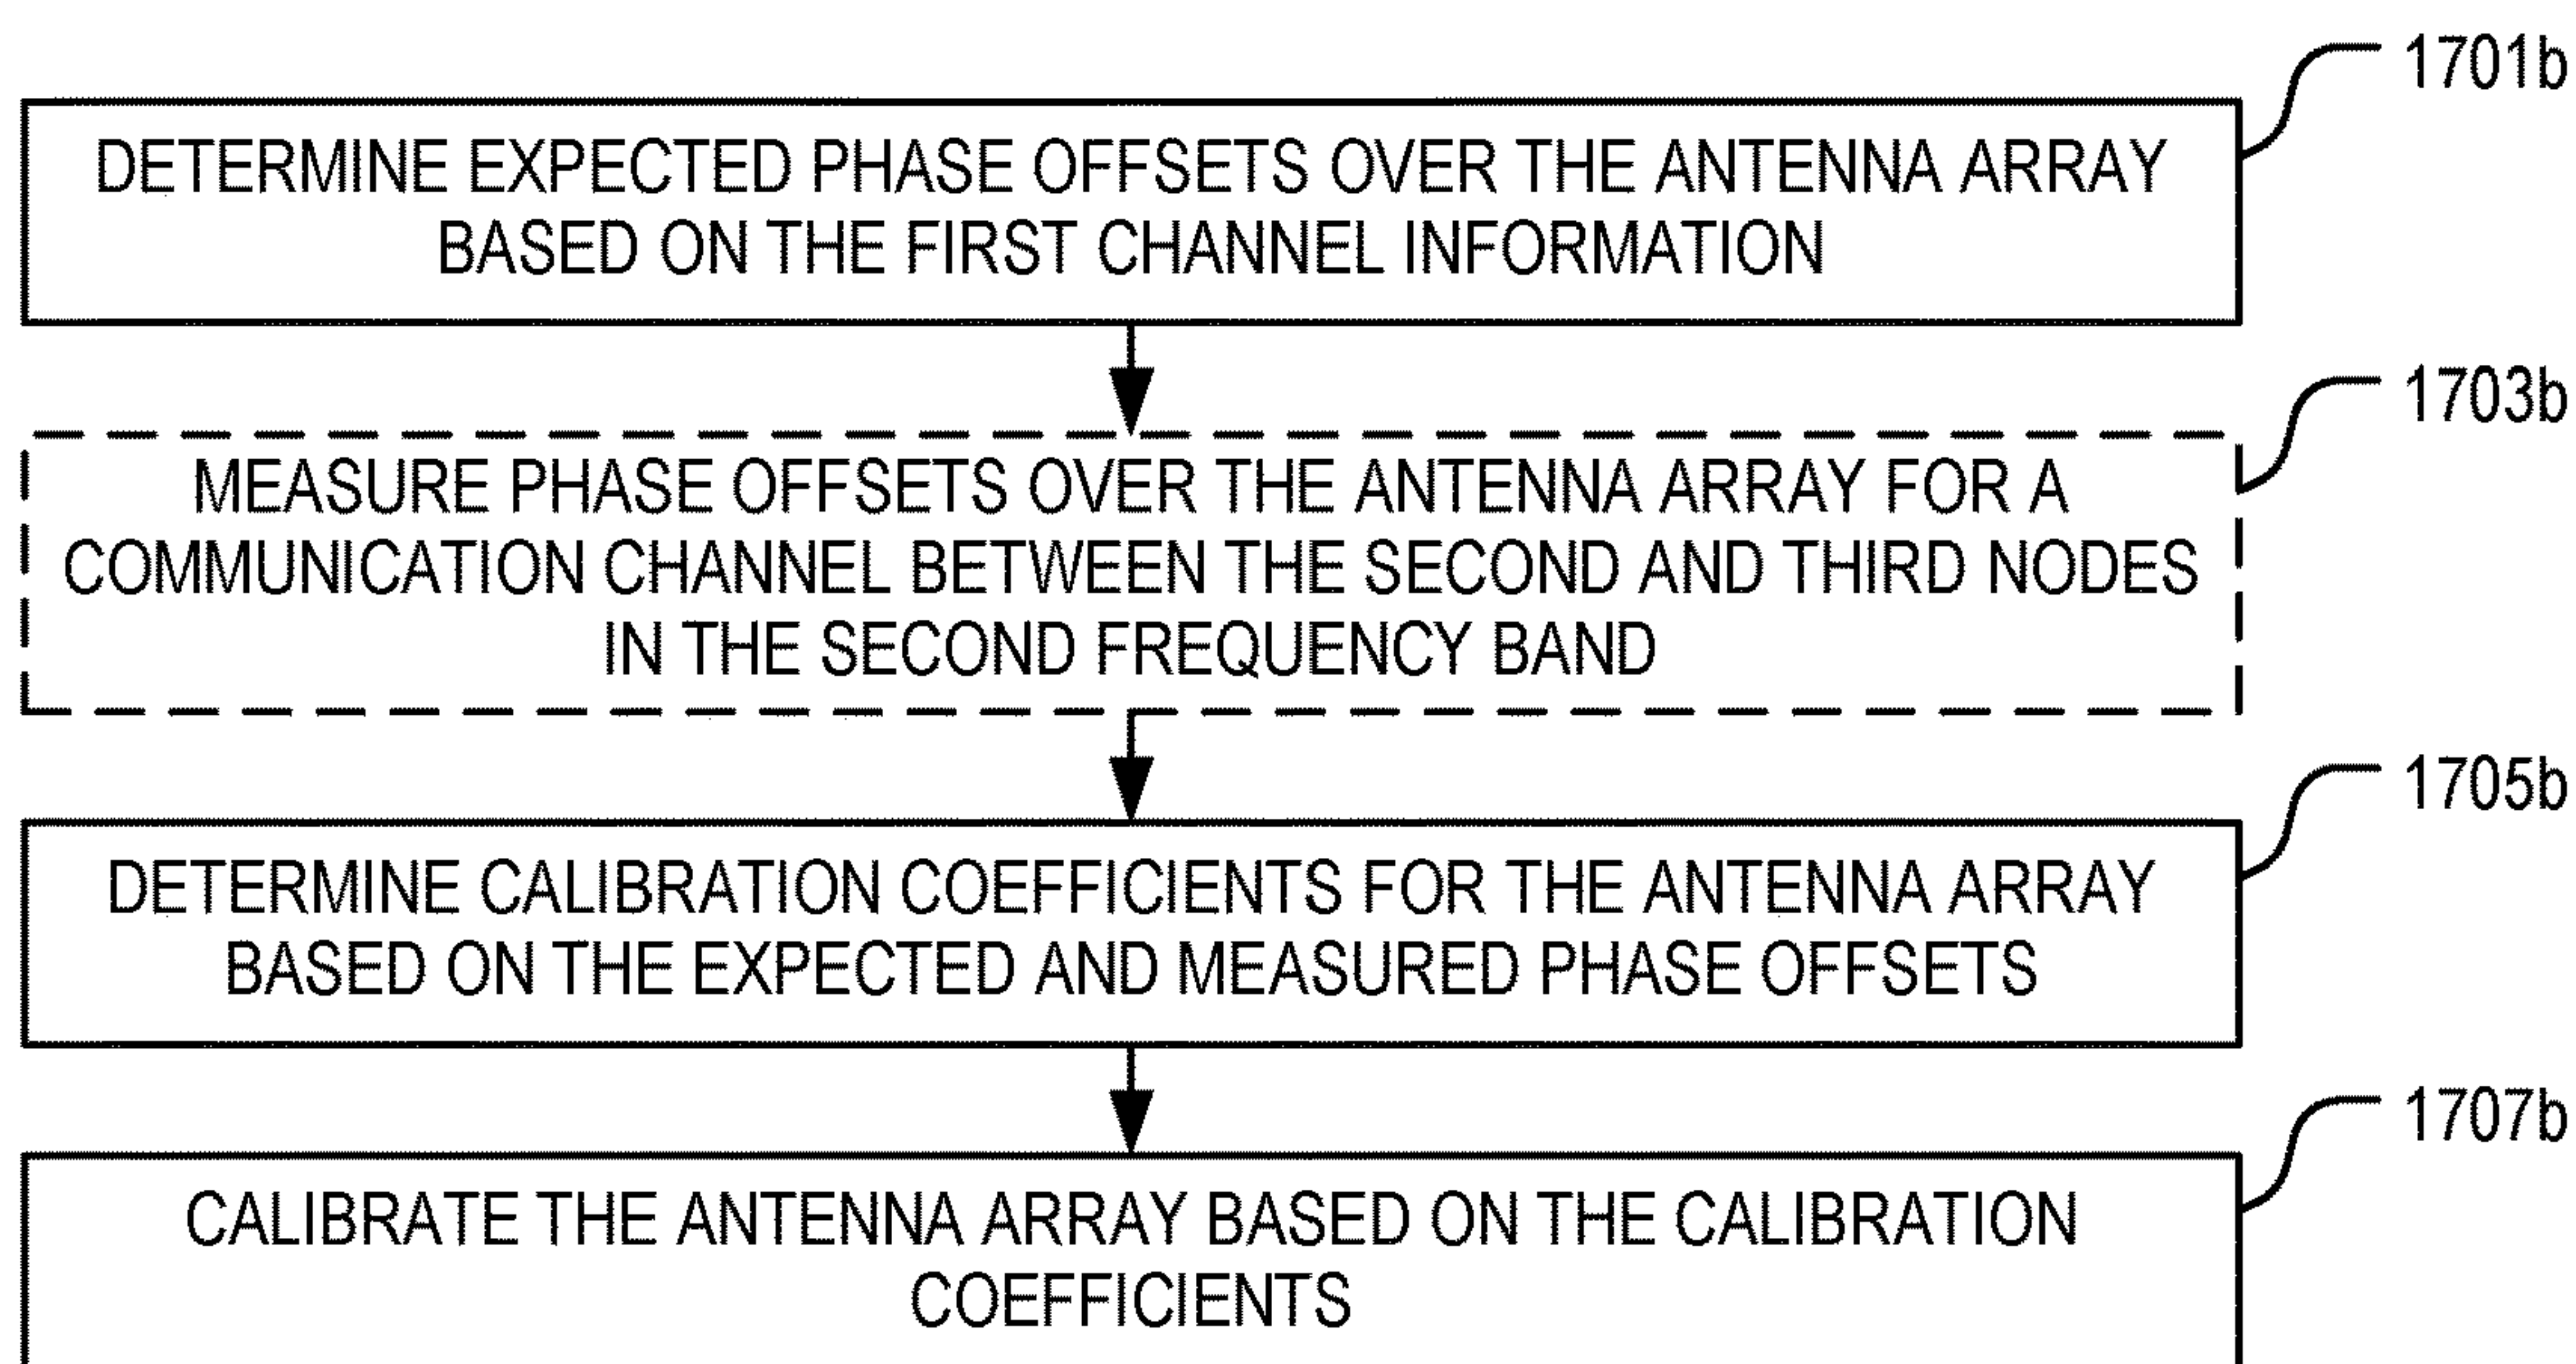 1701b
DETERMINE EXPECTED PHASE OFFSETS OVER THE ANTENNA ARRAY
BASED ON THE FIRST CHANNEL INFORMATION
1703b
MEASURE PHASE OFFSETS OVER THE ANTENNA ARRAY FOR A
COMMUNICATION CHANNEL BETWEEN THE SECOND AND THIRD NODES
IN THE SECOND FREQUENCY BAND
1705b
DETERMINE CALIBRATION COEFFICIENTS FOR THE ANTENNA ARRAY
BASED ON THE EXPECTED AND MEASURED PHASE OFFSETS
1707b
CALIBRATE THE ANTENNA ARRAY BASED ON THE CALIBRATION
COEFFICIENTS